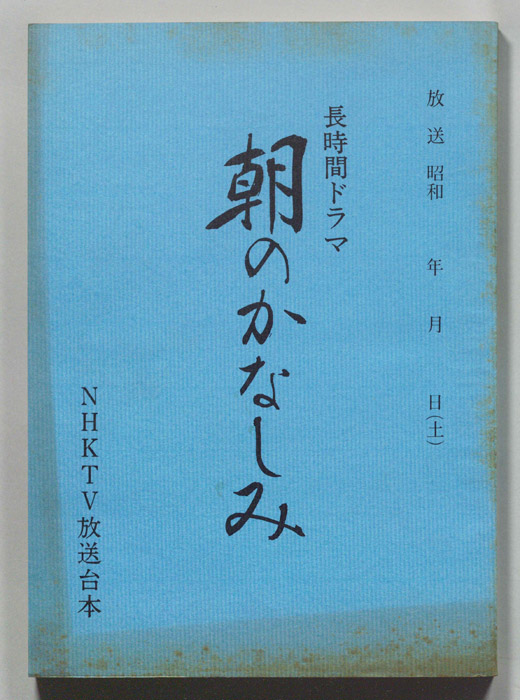 放送 昭和 年 月 日(土)
長時間ドラマ
朝のかなしみ
NHKTV放送台本